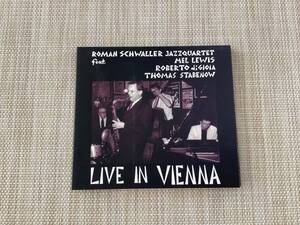 ROMAN SCHWALLER JAZZQUARTET
feat. MEL LEWIS
ROBERTO diGIOIA
THOMAS STABENOW
LIVE IN VIENNA